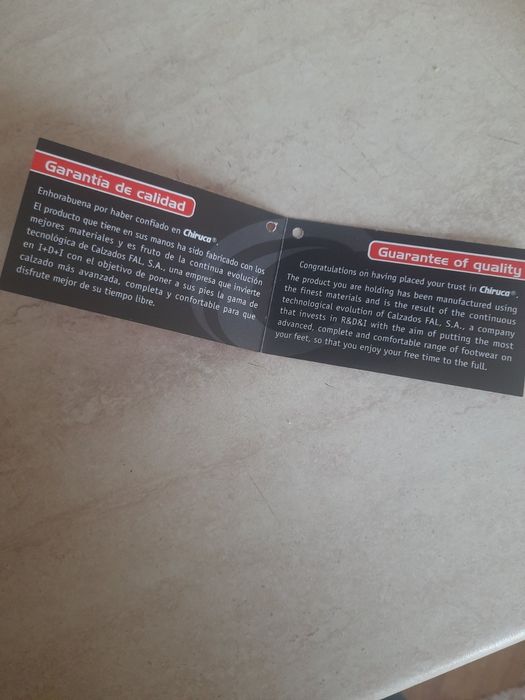 Garantía de calidad
Enhorabuena por haber confiado en Chiruca®.
El producto que tiene en sus manos ha sido fabricado con los
mejores materiales y es fruto de la continua evolución
tecnológica de Calzados FAL, S.A., una empresa que invierte
en I+D+I con el objetivo de poner a sus pies la gama de
calzado más avanzada, completa y confortable para que
disfrute mejor de su tiempo libre.
Guarantee of quality
Congratulations on having placed your trust in Chiruca®.
The product you are holding has been manufactured using
the finest materials and is the result of the continuous
technological evolution of Calzados FAL, S.A., a company
that invests in R&D&I with the aim of putting the most
advanced, complete and comfortable range of footwear on
your feet, so that you enjoy your free time to the full.